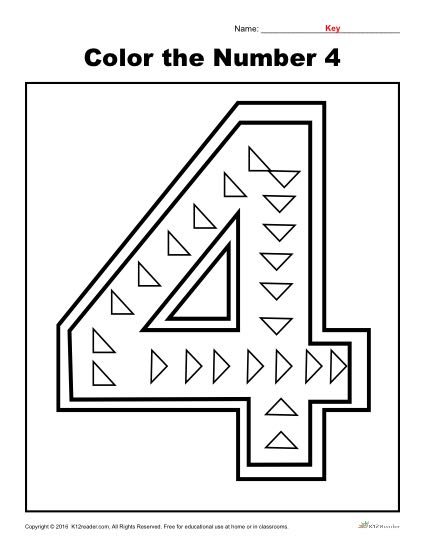 Name: Key
Color the Number 4
4
Copyright © 2016 K12reader.com. All Rights Reserved. Free for educational use at home or in classrooms.
K12Reader